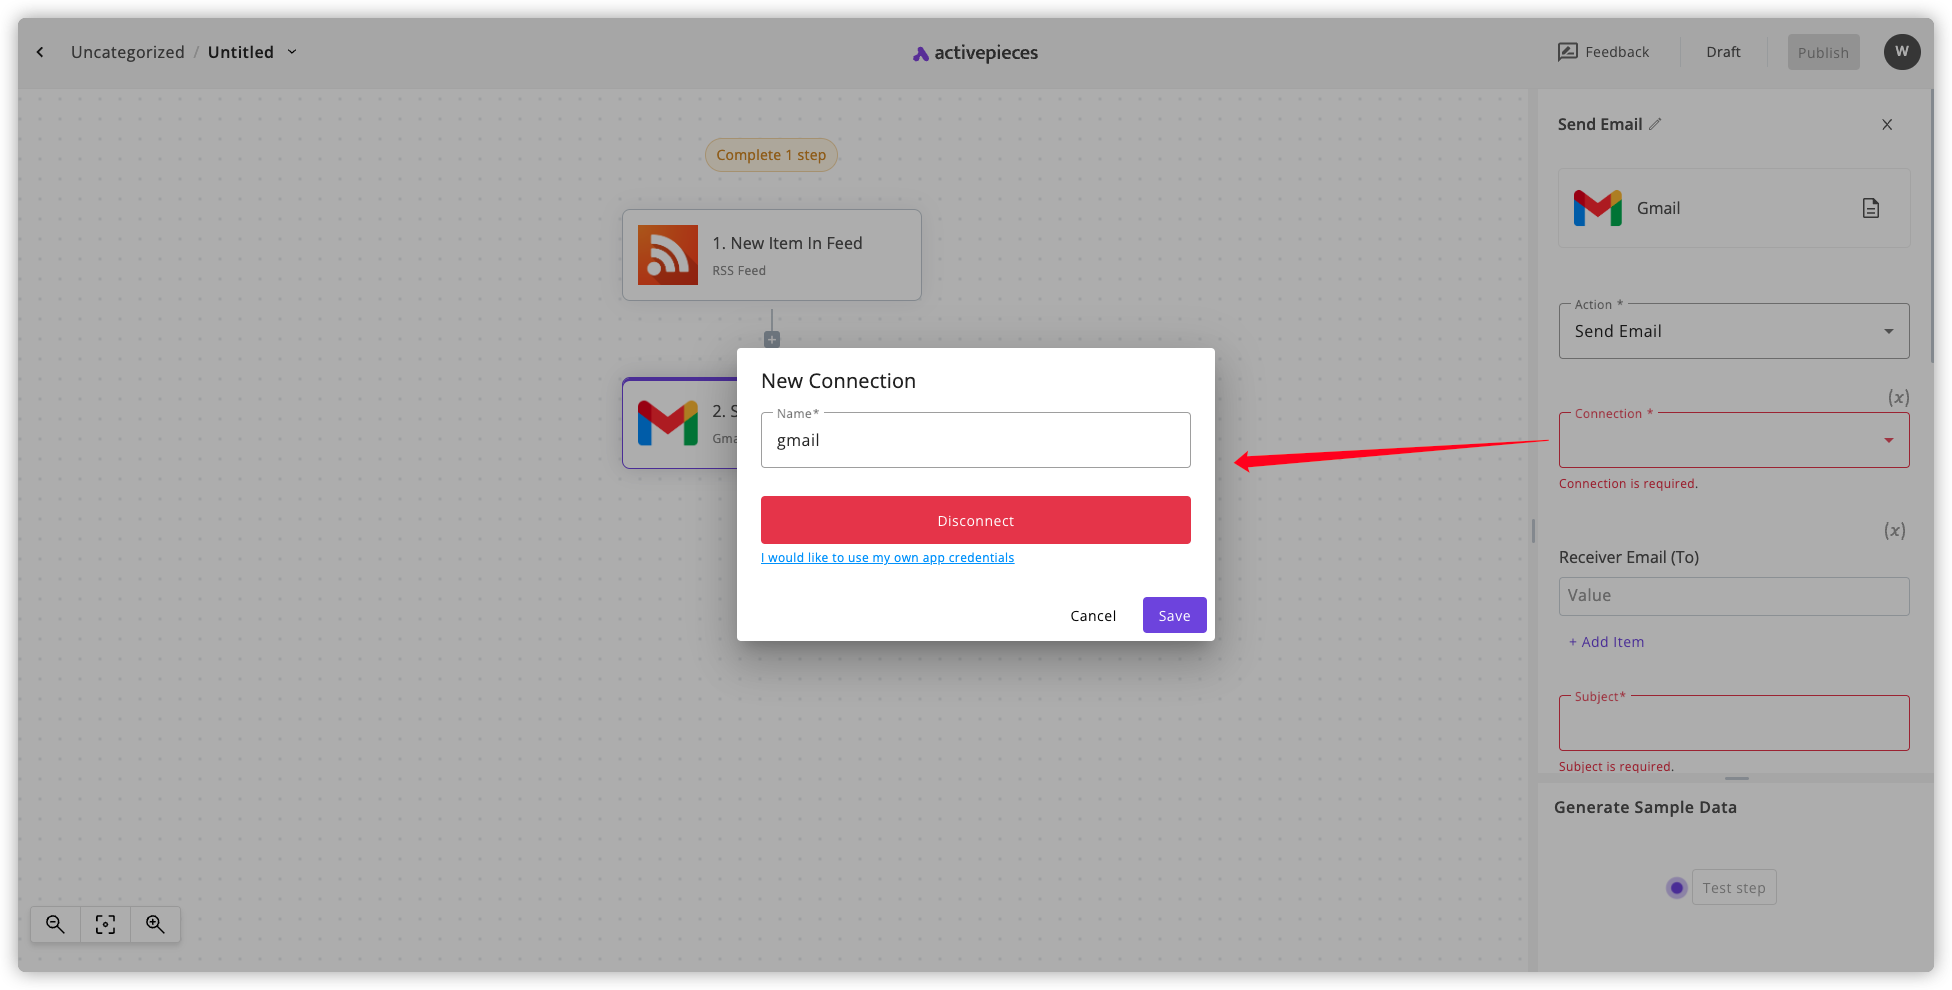 Uncategorized / Untitled
activepieces
Feedback
Draft
Publish
W
Complete 1 step
1. New Item In Feed
RSS Feed
2. S
Gma
New Connection
Name*
gmail
Disconnect
I would like to use my own app credentials
Cancel
Save
Send Email
Gmail
Action *
Send Email
(x)
Connection *
Connection is required.
(x)
Receiver Email (To)
Value
+ Add Item
Subject*
Subject is required.
Generate Sample Data
Test step